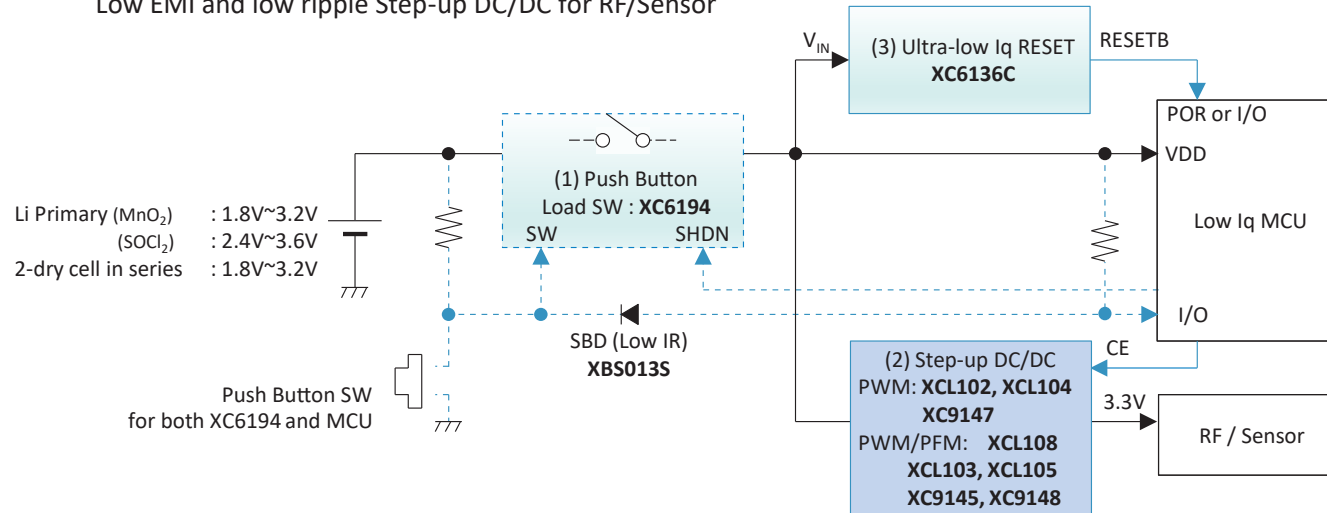 Low EMI and low ripple Step-up DC/DC for RF/Sensor
V_IN
(3) Ultra-low Iq RESET
XC6136C
RESETB
POR or I/O
VDD
Low Iq MCU
I/O
(1) Push Button
Load SW : XC6194
SW
SHDN
Li Primary (MnO₂) : 1.8V~3.2V
(SOCl₂) : 2.4V~3.6V
2-dry cell in series : 1.8V~3.2V
SBD (Low IR)
XBS013S
Push Button SW
for both XC6194 and MCU
CE
(2) Step-up DC/DC
PWM: XCL102, XCL104
XC9147
PWM/PFM: XCL108
XCL103, XCL105
XC9145, XC9148
3.3V
RF / Sensor